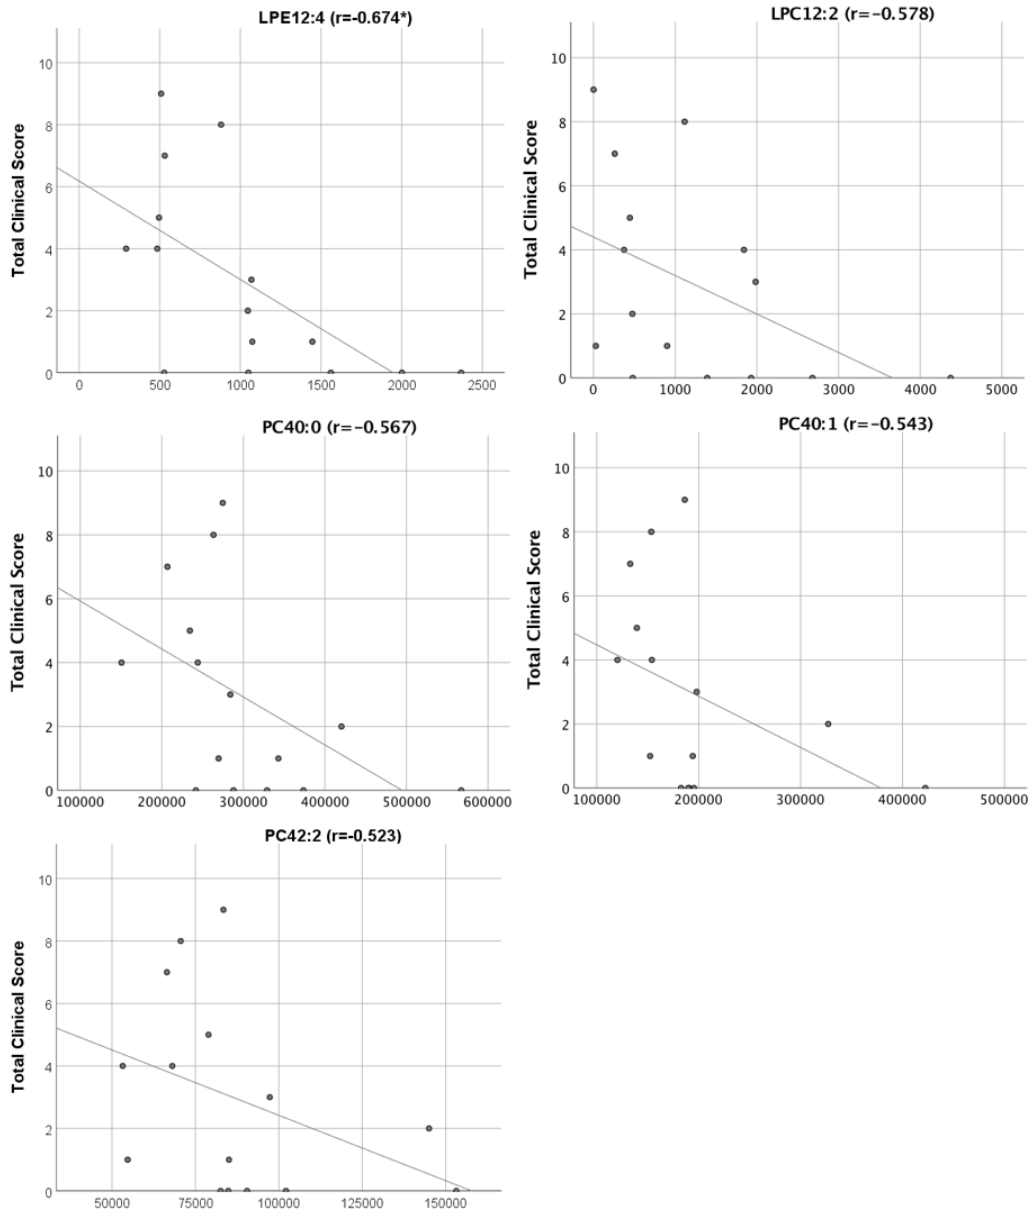 LPE12:4 (r=-0.674*)
Total Clinical Score
10
8
6
4
2
0
0 500 1000 1500 2000 2500
LPC12:2 (r=−0.578)
Total Clinical Score
10
8
6
4
2
0
0 1000 2000 3000 4000 5000
PC40:0 (r=−0.567)
Total Clinical Score
10
8
6
4
2
0
100000 200000 300000 400000 500000 600000
PC40:1 (r=−0.543)
Total Clinical Score
10
8
6
4
2
0
100000 200000 300000 400000 500000
PC42:2 (r=-0.523)
Total Clinical Score
10
8
6
4
2
0
50000 75000 100000 125000 150000